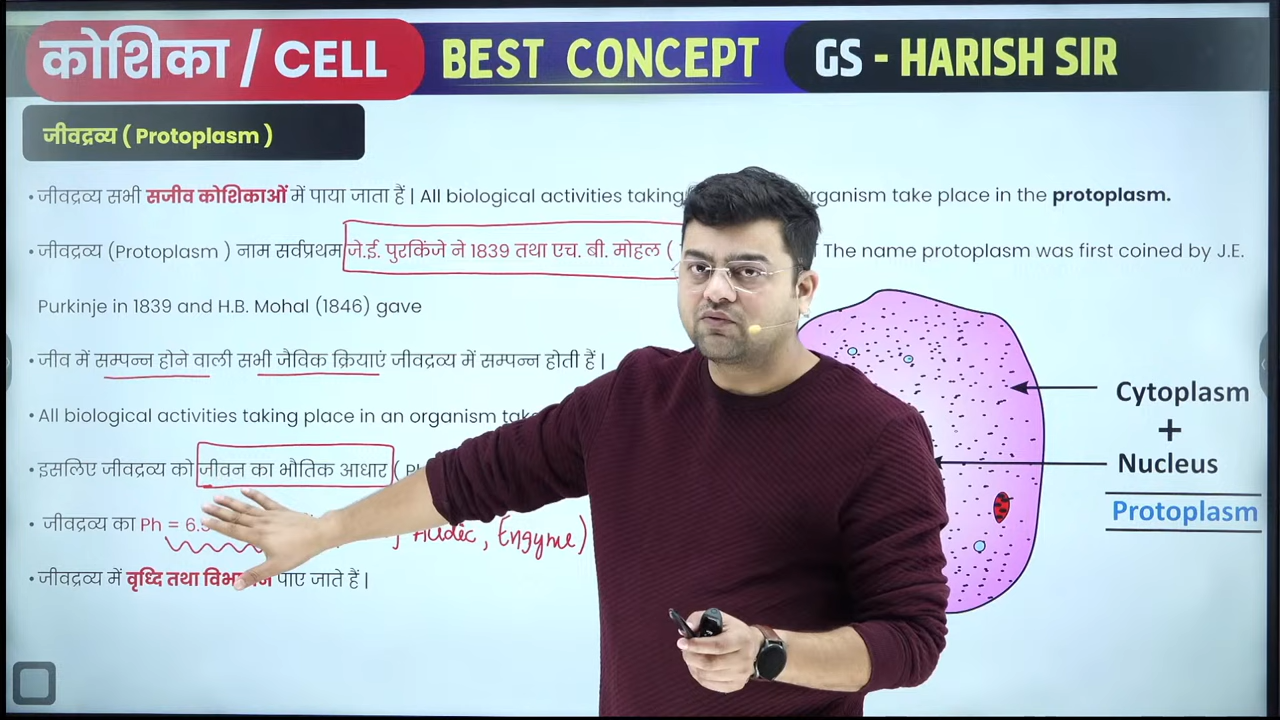 कोशिका / CELL BEST CONCEPT GS - HARISH SIR
जीवद्रव्य ( Protoplasm )
• जीवद्रव्य सभी सजीव कोशिकाओं में पाया जाता हैं | All biological activities taking organism take place in the protoplasm.
• जीवद्रव्य (Protoplasm ) नाम सर्वप्रथम जे.ई. पुरकिंजे ने 1839 तथा एच. बी. मोहल ( The name protoplasm was first coined by J.E.
Purkinje in 1839 and H.B. Mohal (1846) gave
• जीव में सम्पन्न होने वाली सभी जैविक क्रियाएं जीवद्रव्य में सम्पन्न होती हैं |
• All biological activities taking place in an organism
• इसलिए जीवद्रव्य को जीवन का भौतिक आधार (
• जीवद्रव्य का Ph =
, Engyme)
• जीवद्रव्य में वृध्दि तथा पाए जाते हैं |
Cytoplasm
+
Nucleus
Protoplasm